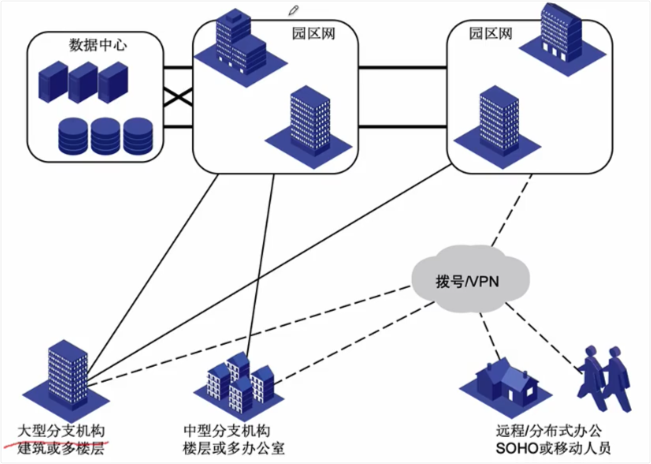 数据中心
园区网
园区网
拨号/VPN
大型分支机构
建筑或多楼层
中型分支机构
楼层或多办公室
远程/分布式办公
SOHO或移动人员